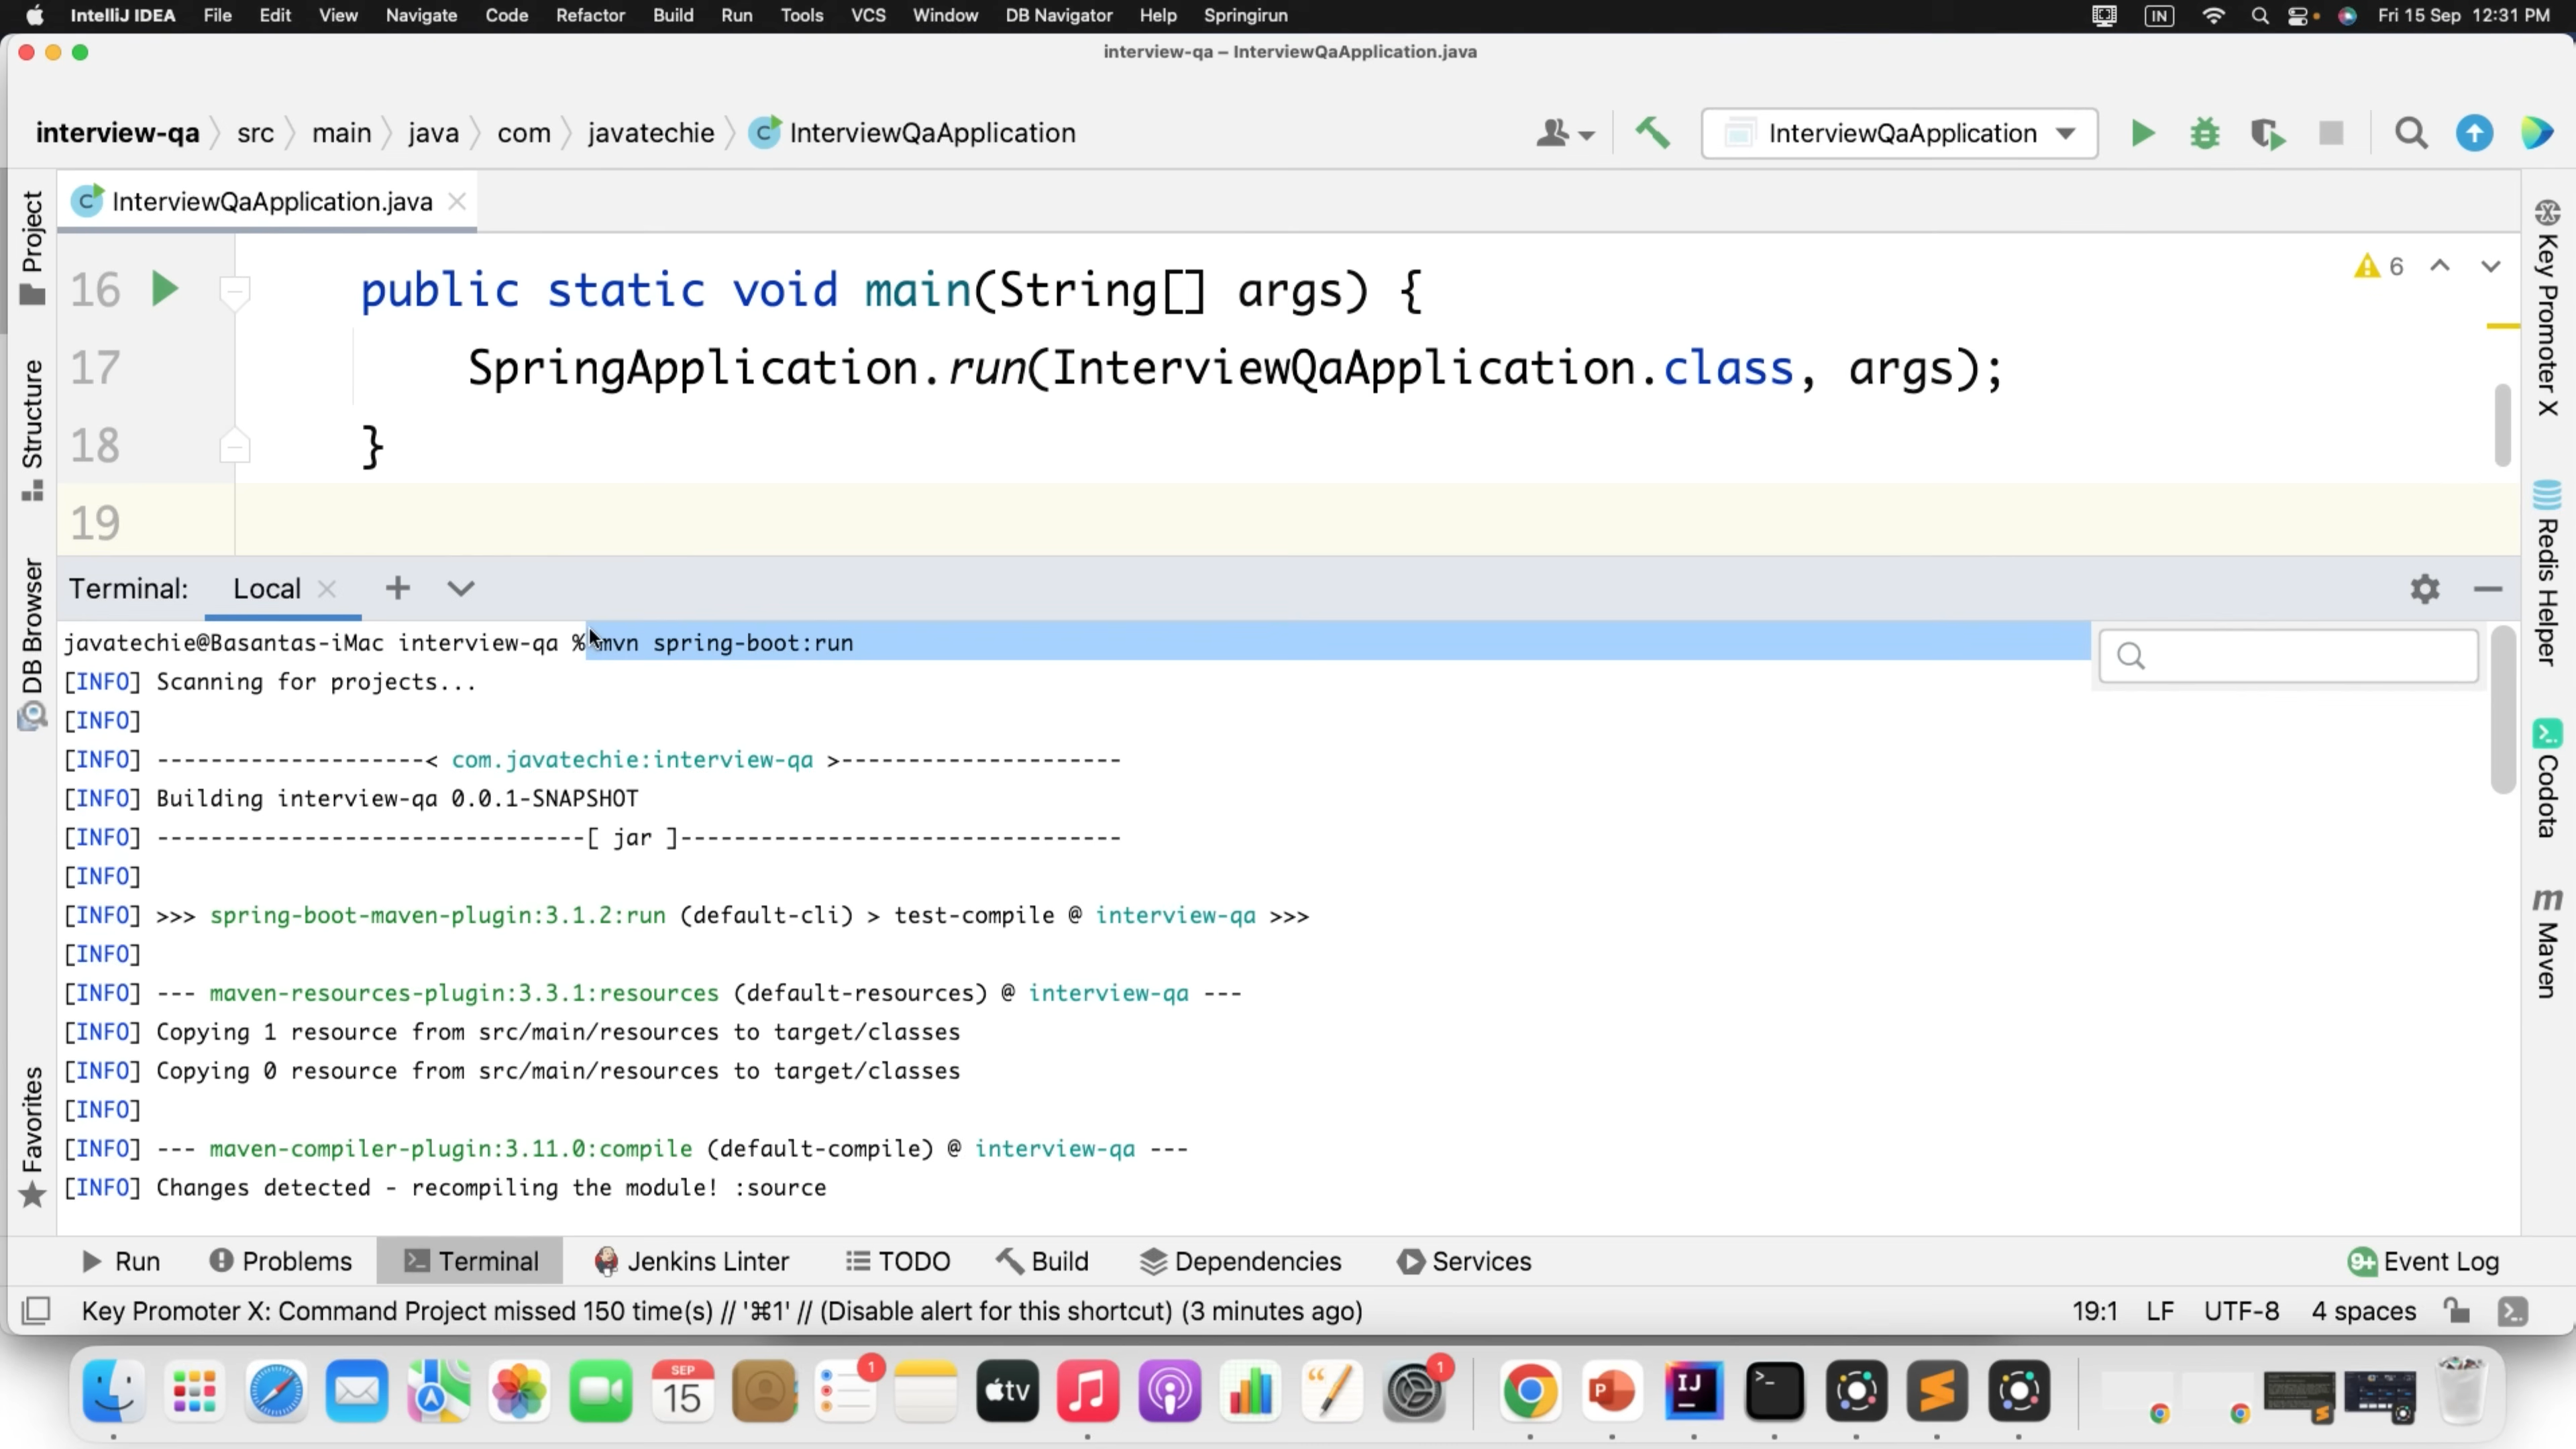 IntelliJ IDEA File Edit View Navigate Code Refactor Build Run Tools VCS Window DB Navigator Help Springirun IN Fri 15 Sep 12:31 PM
interview-qa – InterviewQaApplication.java
interview-qa src main java com javatechie InterviewQaApplication InterviewQaApplication
Project
Structure
DB Browser
Favorites
InterviewQaApplication.java
16 public static void main(String[] args) {
17 SpringApplication.run(InterviewQaApplication.class, args);
18 }
19
6
Key Promoter X
Redis Helper
Codota
Maven
Terminal: Local
javatechie@Basantas-iMac interview-qa % mvn spring-boot:run
[INFO] Scanning for projects...
[INFO]
[INFO] --------------------< com.javatechie:interview-qa >---------------------
[INFO] Building interview-qa 0.0.1-SNAPSHOT
[INFO] --------------------------------[ jar ]---------------------------------
[INFO]
[INFO] >>> spring-boot-maven-plugin:3.1.2:run (default-cli) > test-compile @ interview-qa >>>
[INFO]
[INFO] --- maven-resources-plugin:3.3.1:resources (default-resources) @ interview-qa ---
[INFO] Copying 1 resource from src/main/resources to target/classes
[INFO] Copying 0 resource from src/main/resources to target/classes
[INFO]
[INFO] --- maven-compiler-plugin:3.11.0:compile (default-compile) @ interview-qa ---
[INFO] Changes detected - recompiling the module! :source
Run Problems Terminal Jenkins Linter TODO Build Dependencies Services 9+ Event Log
Key Promoter X: Command Project missed 150 time(s) // '⌘1' // (Disable alert for this shortcut) (3 minutes ago) 19:1 LF UTF-8 4 spaces
SEP
15
1
tv
1
P
IJ